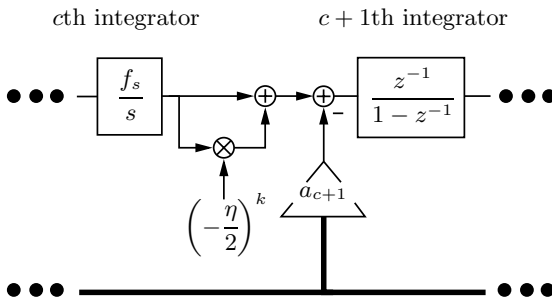 cth integrator
c + 1th integrator
f_s/s
+
+
−
z^{-1}/(1 − z^{-1})
×
a_{c+1}
(−η/2)^k